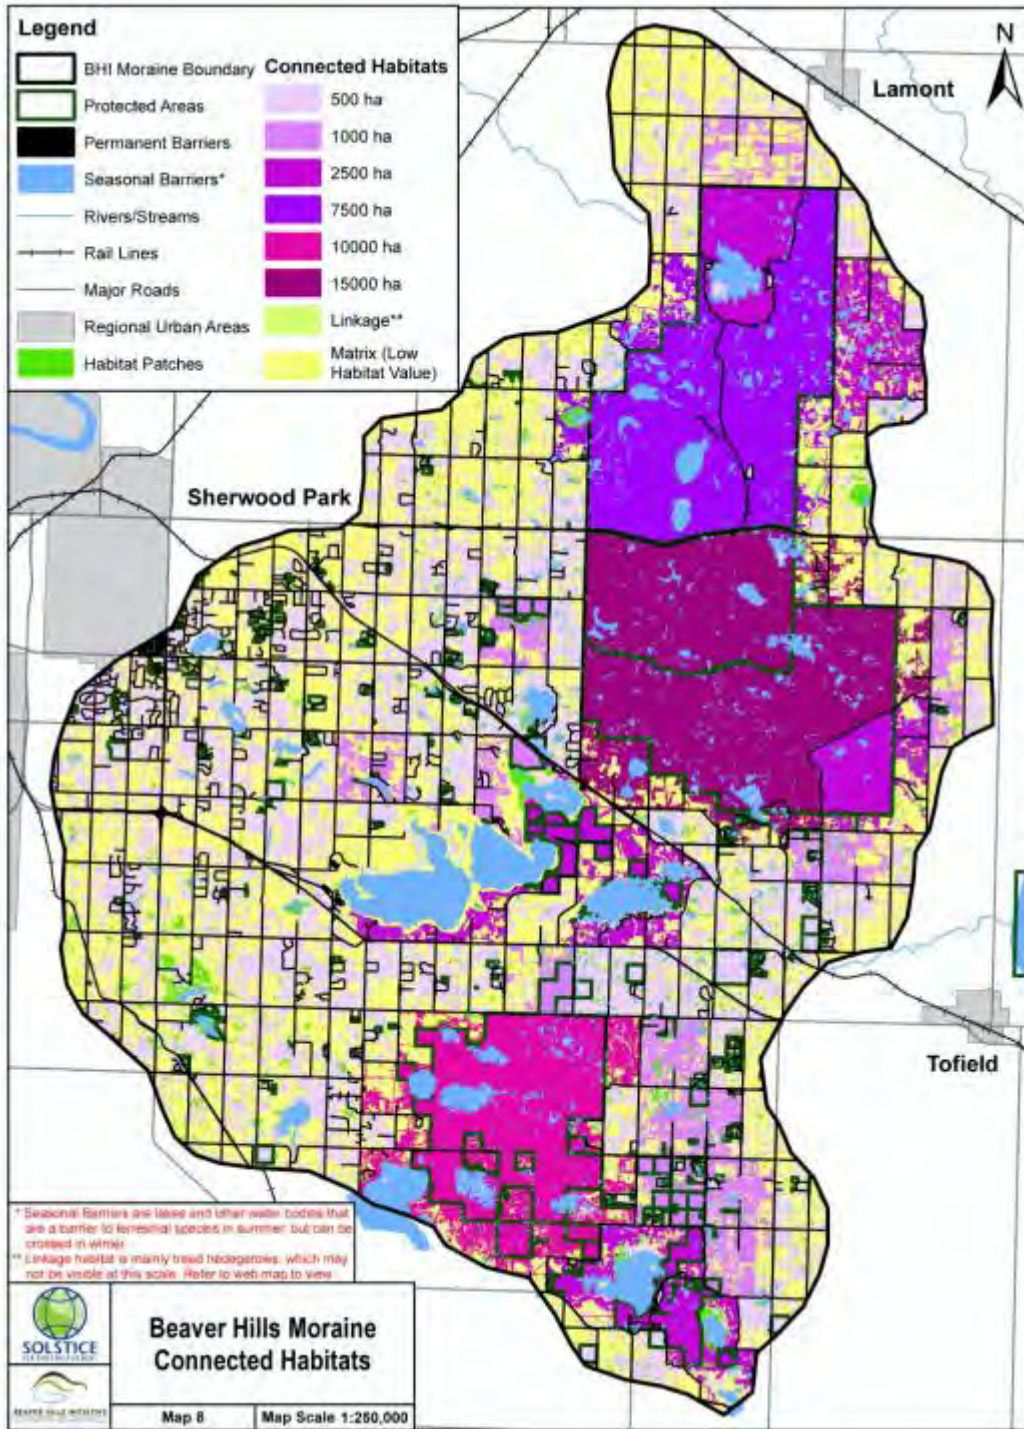 Legend
BHI Moraine Boundary
Protected Areas
Permanent Barriers
Seasonal Barriers*
Rivers/Streams
Rail Lines
Major Roads
Regional Urban Areas
Habitat Patches
Connected Habitats
500 ha
1000 ha
2500 ha
7500 ha
10000 ha
15000 ha
Linkage**
Matrix (Low
Habitat Value)
N
Lamont
Sherwood Park
Tofield
* Seasonal Barriers are lakes and other water bodies that
are a barrier to terrestrial species in summer, but can be
crossed in winter.
** Linkage habitat is mainly treed hedgerows, which may
not be visible at this scale. Refer to web map to view.
SOLSTICE
BEAVER HILLS INITIATIVE
Beaver Hills Moraine
Connected Habitats
Map 8
Map Scale 1:250,000